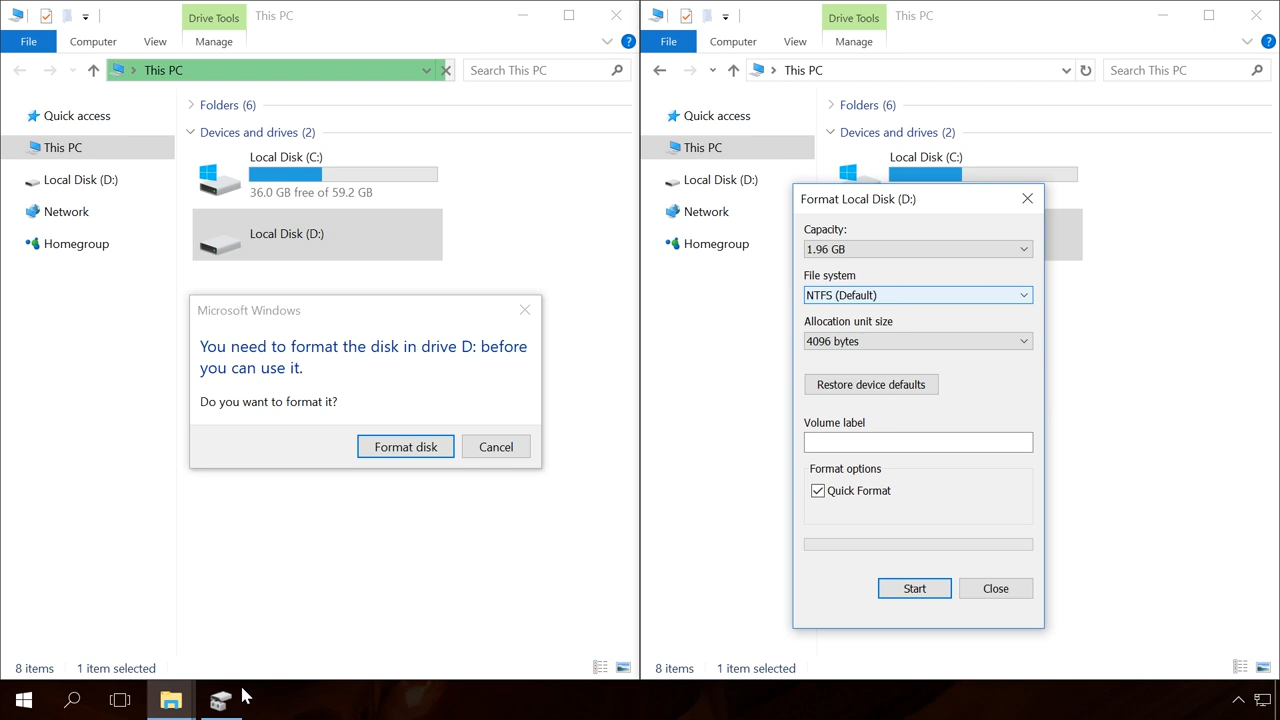 Drive Tools
This PC
File
Computer
View
Manage
This PC
Search This PC
Quick access
This PC
Local Disk (D:)
Network
Homegroup
Folders (6)
Devices and drives (2)
Local Disk (C:)
36.0 GB free of 59.2 GB
Local Disk (D:)
Microsoft Windows
You need to format the disk in drive D: before
you can use it.
Do you want to format it?
Format disk
Cancel
8 items
1 item selected
Drive Tools
This PC
File
Computer
View
Manage
This PC
Search This PC
Quick access
This PC
Local Disk (D:)
Network
Homegroup
Folders (6)
Devices and drives (2)
Local Disk (C:)
Format Local Disk (D:)
Capacity:
1.96 GB
File system
NTFS (Default)
Allocation unit size
4096 bytes
Restore device defaults
Volume label
Format options
Quick Format
Start
Close
8 items
1 item selected